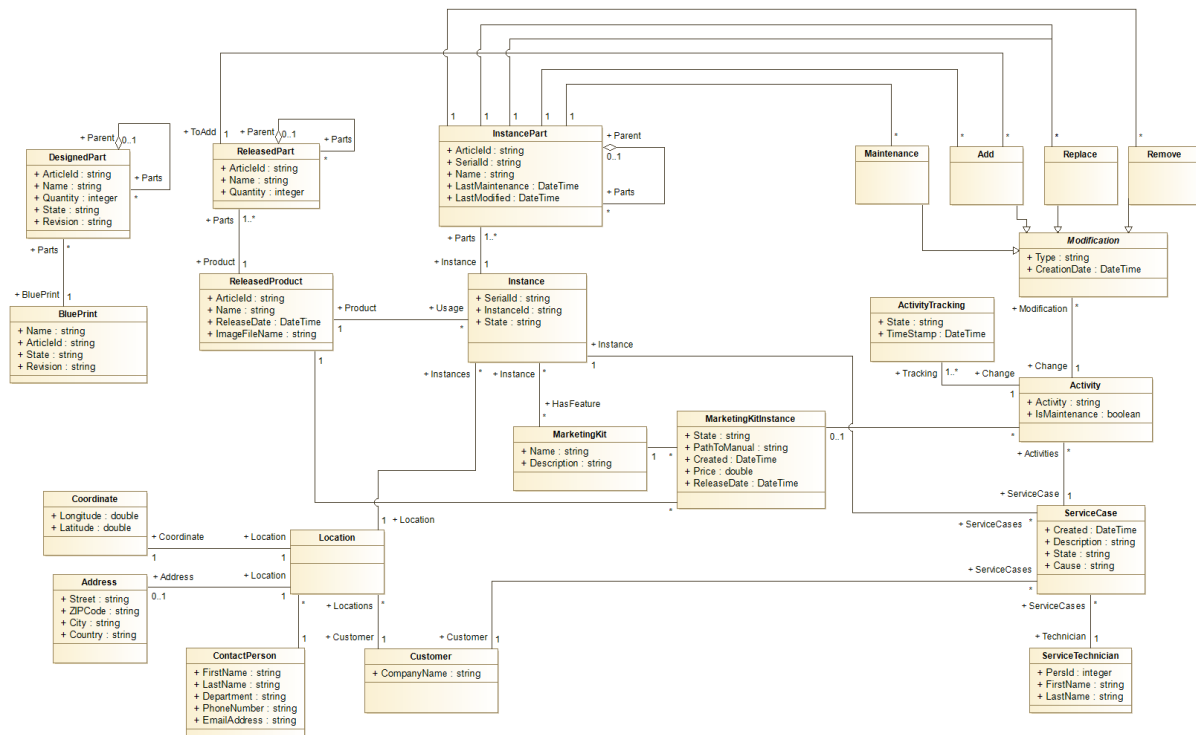 + ToAdd
1
1
1
1
1
1
*
*
*
*
*
+ Parent
0..1
+ Parts
*
DesignedPart
+ ArticleId : string
+ Name : string
+ Quantity : integer
+ State : string
+ Revision : string
+ Parent
0..1
+ Parts
*
ReleasedPart
+ ArticleId : string
+ Name : string
+ Quantity : integer
InstancePart
+ ArticleId : string
+ SerialId : string
+ Name : string
+ LastMaintenance : DateTime
+ LastModified : DateTime
+ Parent
0..1
+ Parts
*
Maintenance
Add
Replace
Remove
+ Parts
*
+ BluePrint
1
+ Parts
1..*
+ Product
1
+ Parts
1..*
+ Instance
1
Modification
+ Type : string
+ CreationDate : DateTime
BluePrint
+ Name : string
+ ArticleId : string
+ State : string
+ Revision : string
ReleasedProduct
+ ArticleId : string
+ Name : string
+ ReleaseDate : DateTime
+ ImageFileName : string
+ Product
1
+ Usage
*
Instance
+ SerialId : string
+ InstanceId : string
+ State : string
ActivityTracking
+ State : string
+ TimeStamp : DateTime
+ Modification
*
+ Change
1
1
+ Instances
*
+ Instance
*
+ Instance
1
+ Tracking
1..*
+ Change
1
Activity
+ Activity : string
+ IsMaintenance : boolean
+ HasFeature
*
MarketingKit
+ Name : string
+ Description : string
1
*
MarketingKitInstance
+ State : string
+ PathToManual : string
+ Created : DateTime
+ Price : double
+ ReleaseDate : DateTime
0..1
*
*
+ Activities
*
+ ServiceCase
1
Coordinate
+ Longitude : double
+ Latitude : double
+ Coordinate
1
+ Location
1
+ Location
1
Location
+ ServiceCases
*
ServiceCase
+ Created : DateTime
+ Description : string
+ State : string
+ Cause : string
Address
+ Street : string
+ ZIPCode : string
+ City : string
+ Country : string
+ Address
0..1
+ Location
1
+ ServiceCases
*
*
1
+ Locations
*
+ Customer
1
+ Customer
1
+ ServiceCases
*
+ Technician
1
ContactPerson
+ FirstName : string
+ LastName : string
+ Department : string
+ PhoneNumber : string
+ EmailAddress : string
Customer
+ CompanyName : string
ServiceTechnician
+ PersId : integer
+ FirstName : string
+ LastName : string